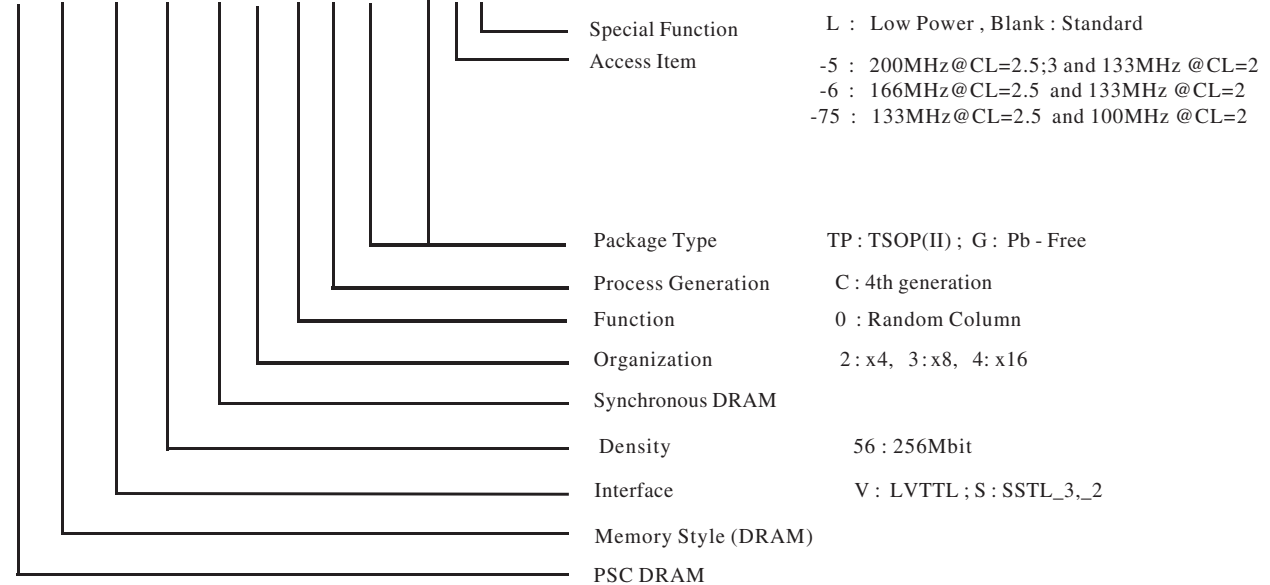 Special Function L : Low Power , Blank : Standard
Access Item -5 : 200MHz@CL=2.5;3 and 133MHz @CL=2
-6 : 166MHz@CL=2.5 and 133MHz @CL=2
-75 : 133MHz@CL=2.5 and 100MHz @CL=2
Package Type TP : TSOP(II) ; G : Pb - Free
Process Generation C : 4th generation
Function 0 : Random Column
Organization 2 : x4, 3 : x8, 4: x16
Synchronous DRAM
Density 56 : 256Mbit
Interface V : LVTTL ; S : SSTL_3,_2
Memory Style (DRAM)
PSC DRAM